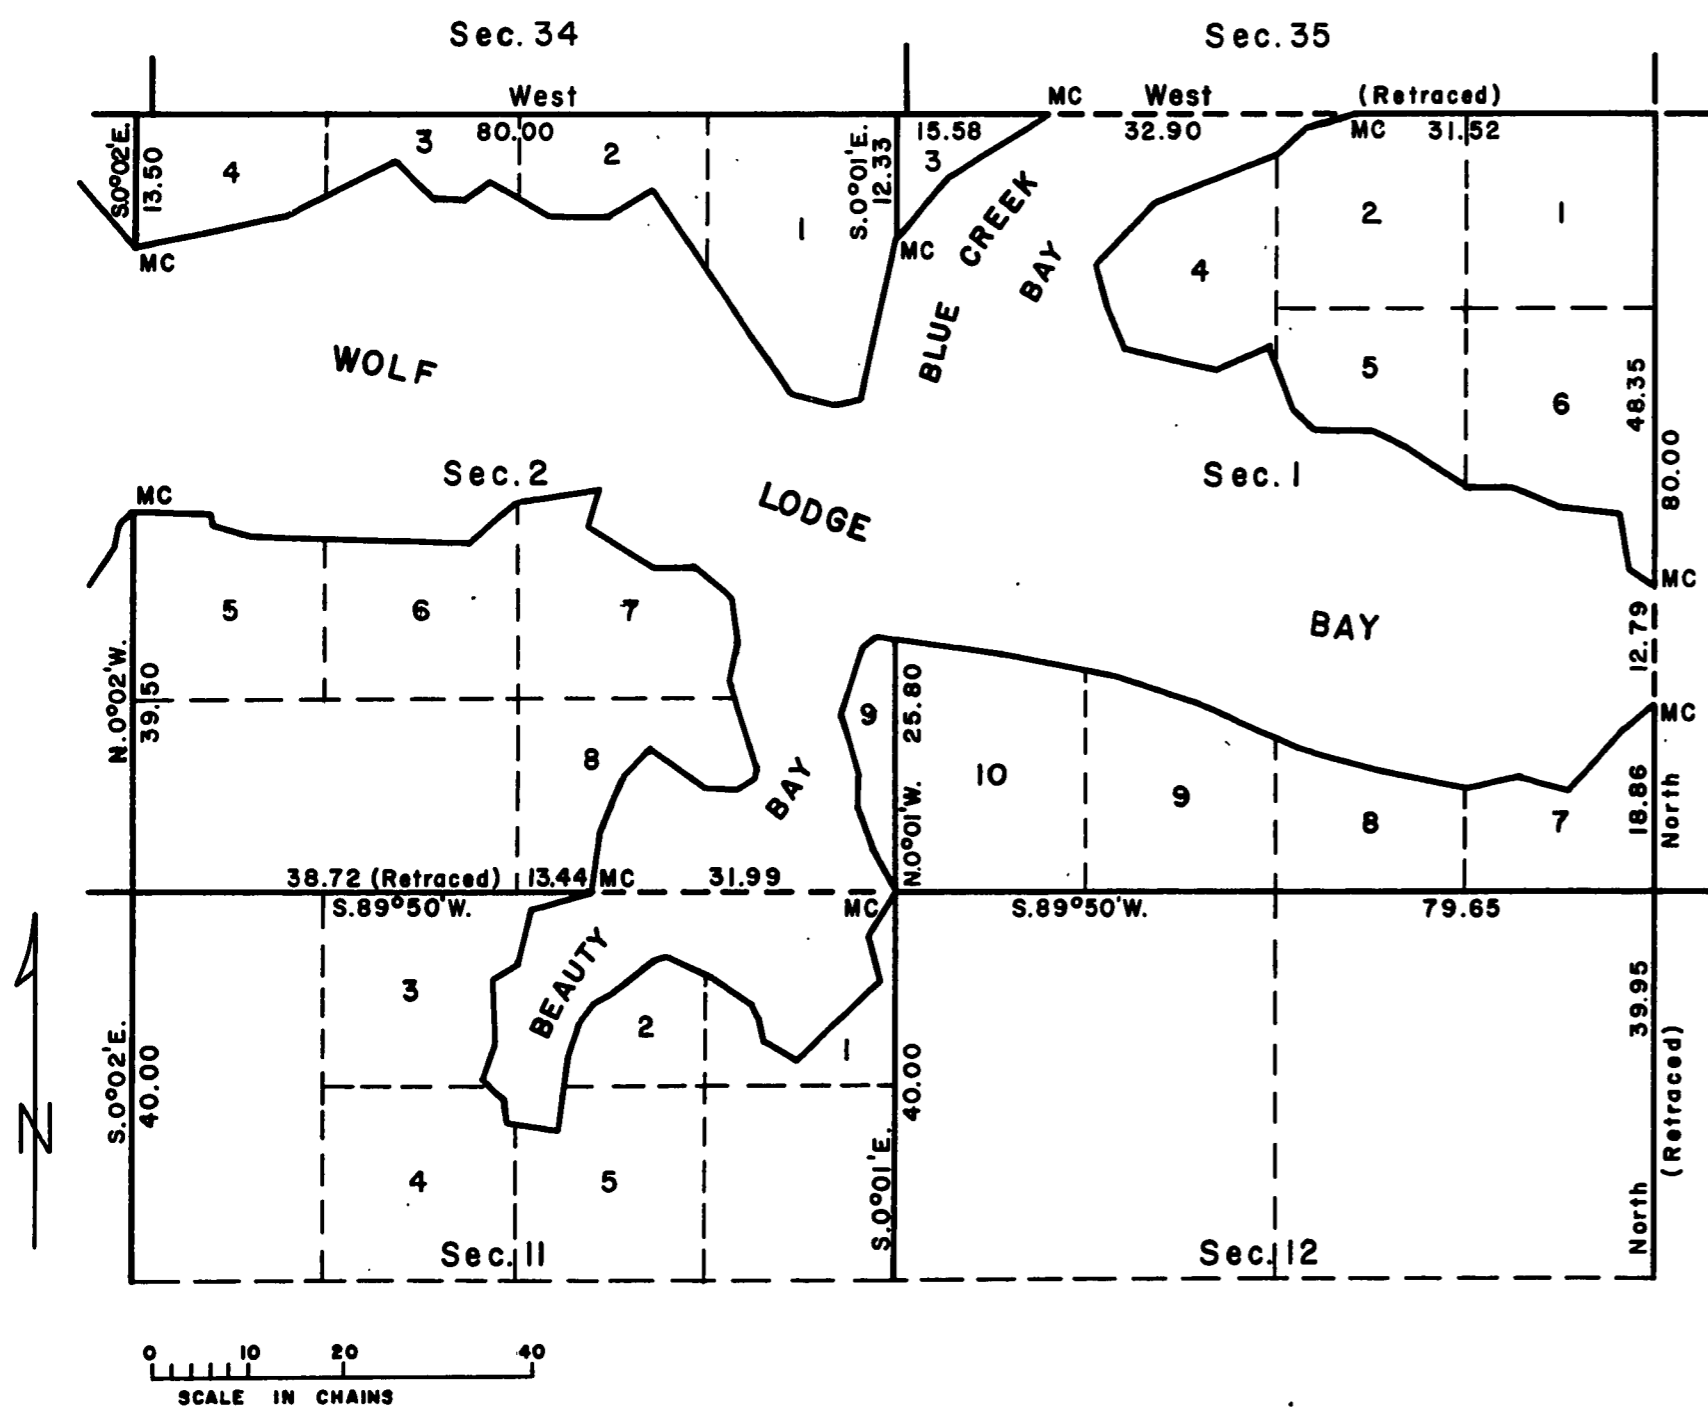 Sec. 34
Sec. 35
West
MC
West
(Retraced)
3
80.00
15.58
32.90
MC
31.52
S.0°02'E.
13.50
4
2
1
S.0°01'E.
12.33
3
MC
MC
BLUE CREEK
BAY
2
1
4
5
6
48.35
80.00
WOLF
LODGE
BAY
Sec. 2
Sec. 1
MC
MC
5
6
7
12.79
N.0°02'W.
39.50
9
25.80
MC
8
10
9
8
7
18.86
North
N.0°01'W.
BAY
38.72 (Retraced)
13.44
MC
31.99
S.89°50'W.
MC
S.89°50'W.
79.65
BEAUTY
3
2
1
39.95
S.0°02'E.
40.00
40.00
(Retraced)
4
5
S.0°01'E.
North
Sec. 11
Sec. 12
N
0 10 20 40
SCALE IN CHAINS